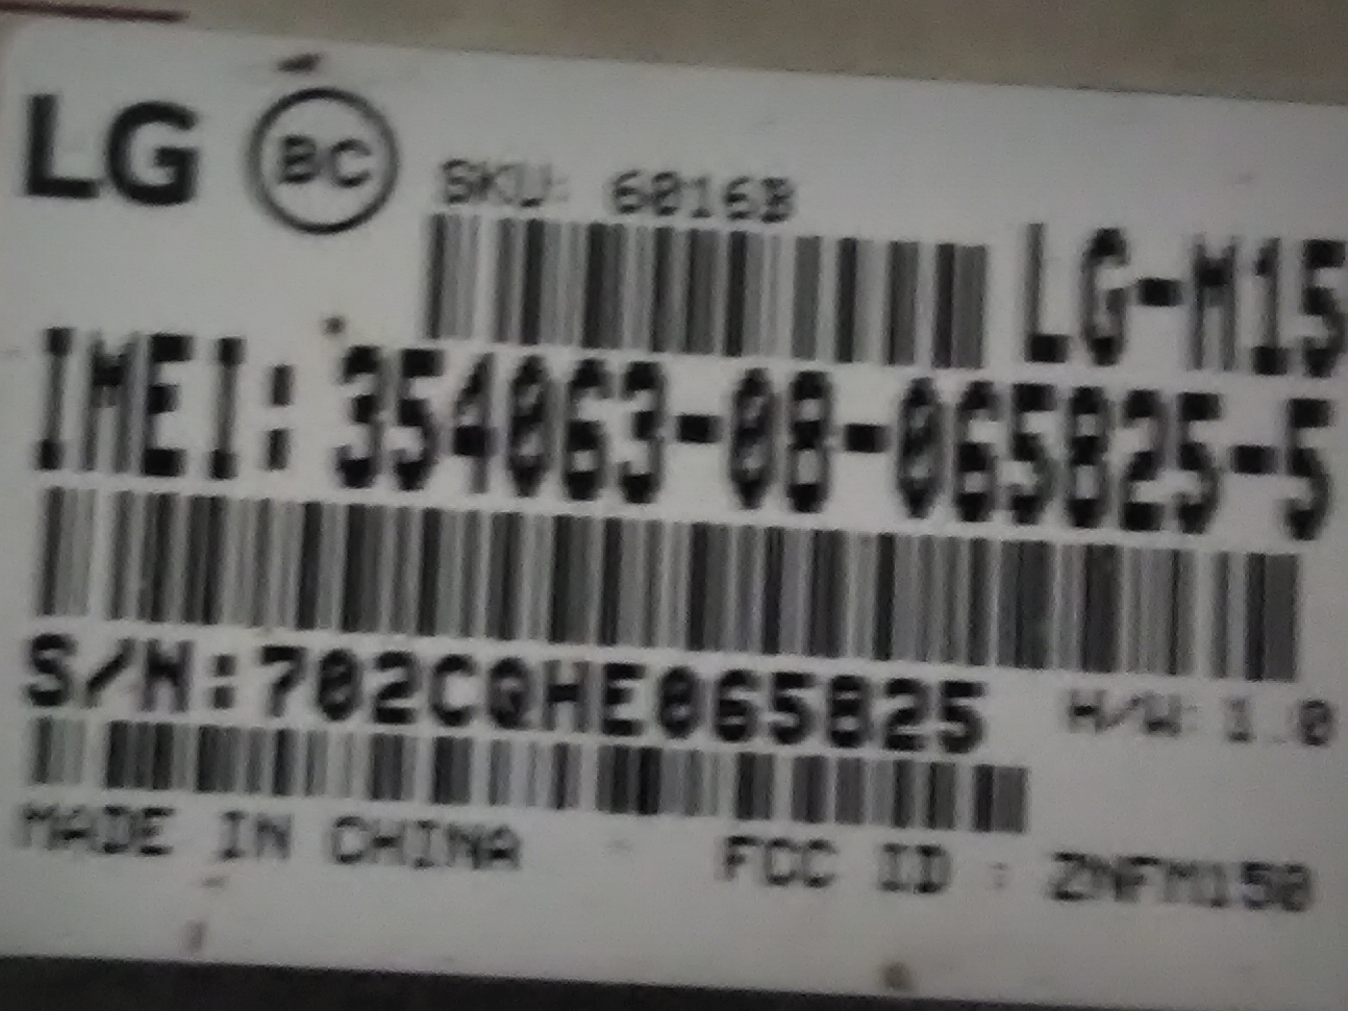 LG BC SKU: 6016B
LG-M15
IMEI: 354063-08-065825-5
S/N:702CQHE065825 H/W: 1.0
MADE IN CHINA FCC ID : ZNFM150